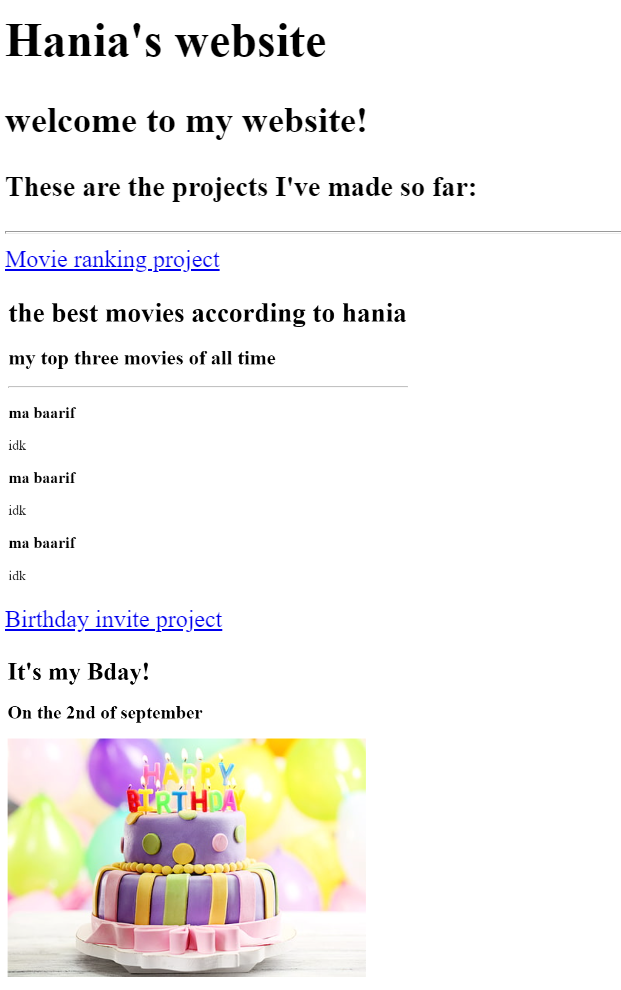 Hania's website
welcome to my website!
These are the projects I've made so far:
Movie ranking project
the best movies according to hania
my top three movies of all time
ma baarif
idk
ma baarif
idk
ma baarif
idk
Birthday invite project
It's my Bday!
On the 2nd of september
HAPPY
BIRTHDAY